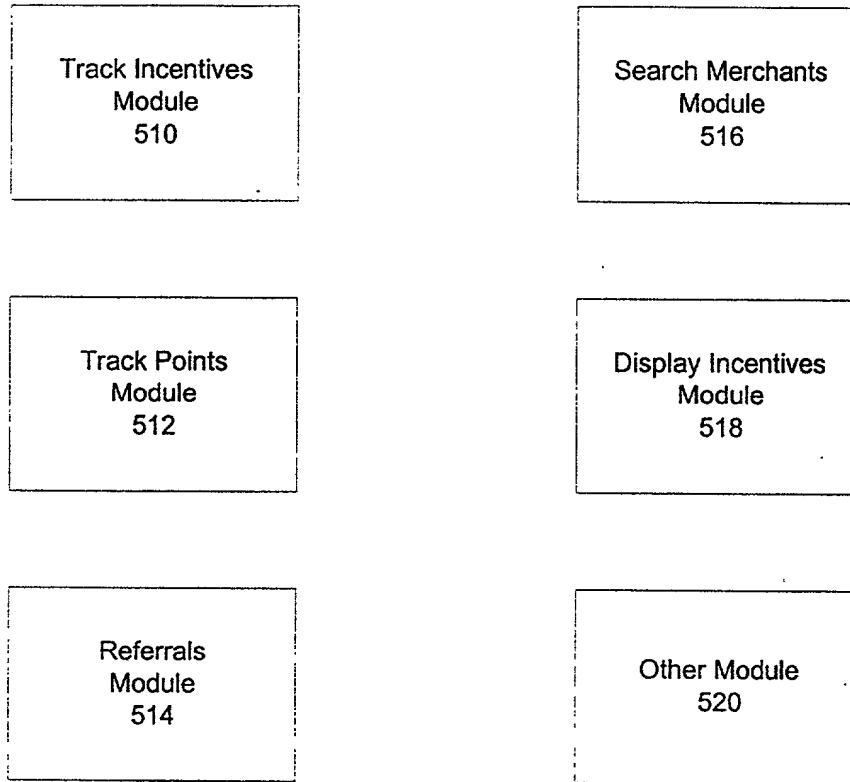 Track Incentives
Module
510
Search Merchants
Module
516
Track Points
Module
512
Display Incentives
Module
518
Referrals
Module
514
Other Module
520